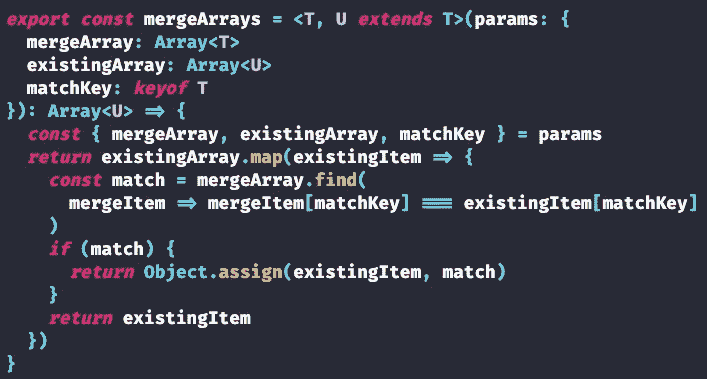 export const mergeArrays = <T, U extends T>(params: {
  mergeArray: Array<T>
  existingArray: Array<U>
  matchKey: keyof T
}): Array<U> => {
  const { mergeArray, existingArray, matchKey } = params
  return existingArray.map(existingItem => {
    const match = mergeArray.find(
      mergeItem => mergeItem[matchKey] === existingItem[matchKey]
    )
    if (match) {
      return Object.assign(existingItem, match)
    }
    return existingItem
  })
}